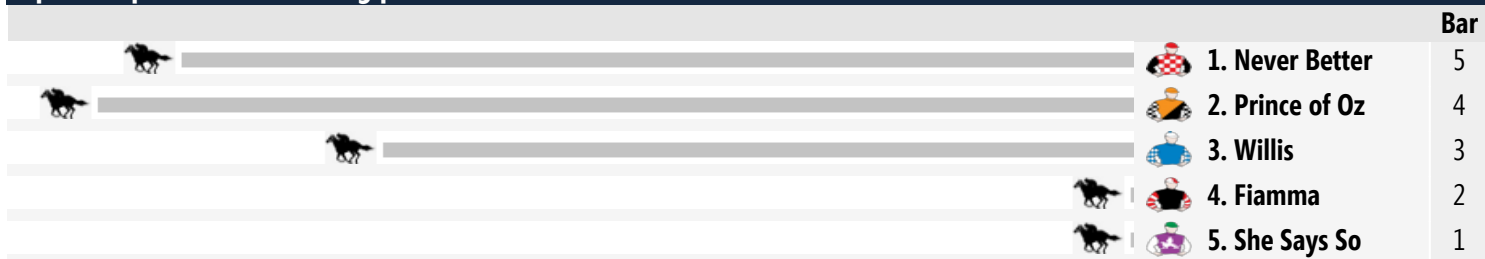 Bar
1. Never Better 5
2. Prince of Oz 4
3. Willis 3
4. Fiamma 2
5. She Says So 1